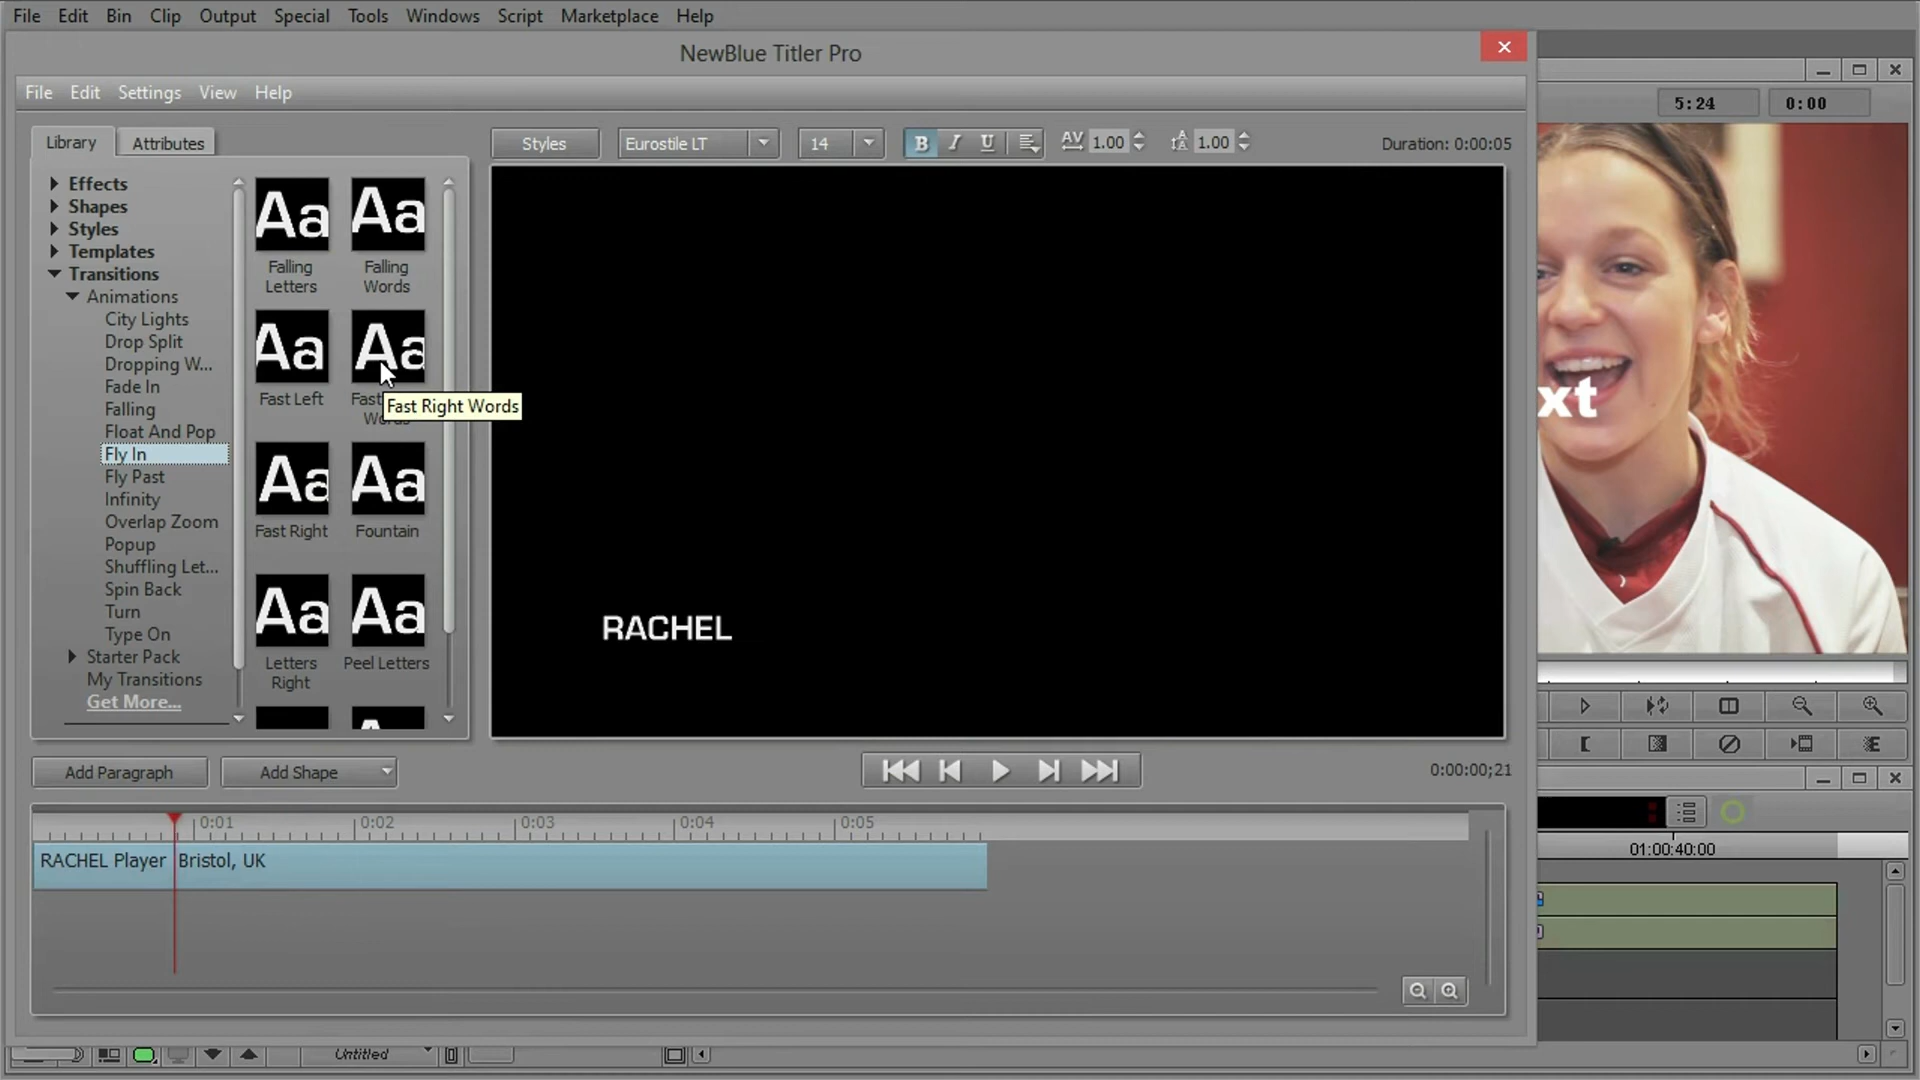 File Edit Bin Clip Output Special Tools Windows Script Marketplace Help
NewBlue Titler Pro
File Edit Settings View Help
5:24 0:00
Library Attributes
Styles Eurostile LT 14 B I U AV 1.00 1.00 Duration: 0:00:05
Effects
Shapes
Styles
Templates
Transitions
Animations
City Lights
Drop Split
Dropping W...
Fade In
Falling
Float And Pop
Fly In
Fly Past
Infinity
Overlap Zoom
Popup
Shuffling Let...
Spin Back
Turn
Type On
Starter Pack
My Transitions
Get More...
Aa Aa
Falling Letters
Falling Words
Aa Aa
Fast Left
Fast Right Words
Aa Aa
Fast Right
Fountain
Aa Aa
Letters Right
Peel Letters
RACHEL
xt
Add Paragraph Add Shape
0:00:00;21
0:01 0:02 0:03 0:04 0:05
RACHEL Player Bristol, UK
01:00:40:00
Untitled